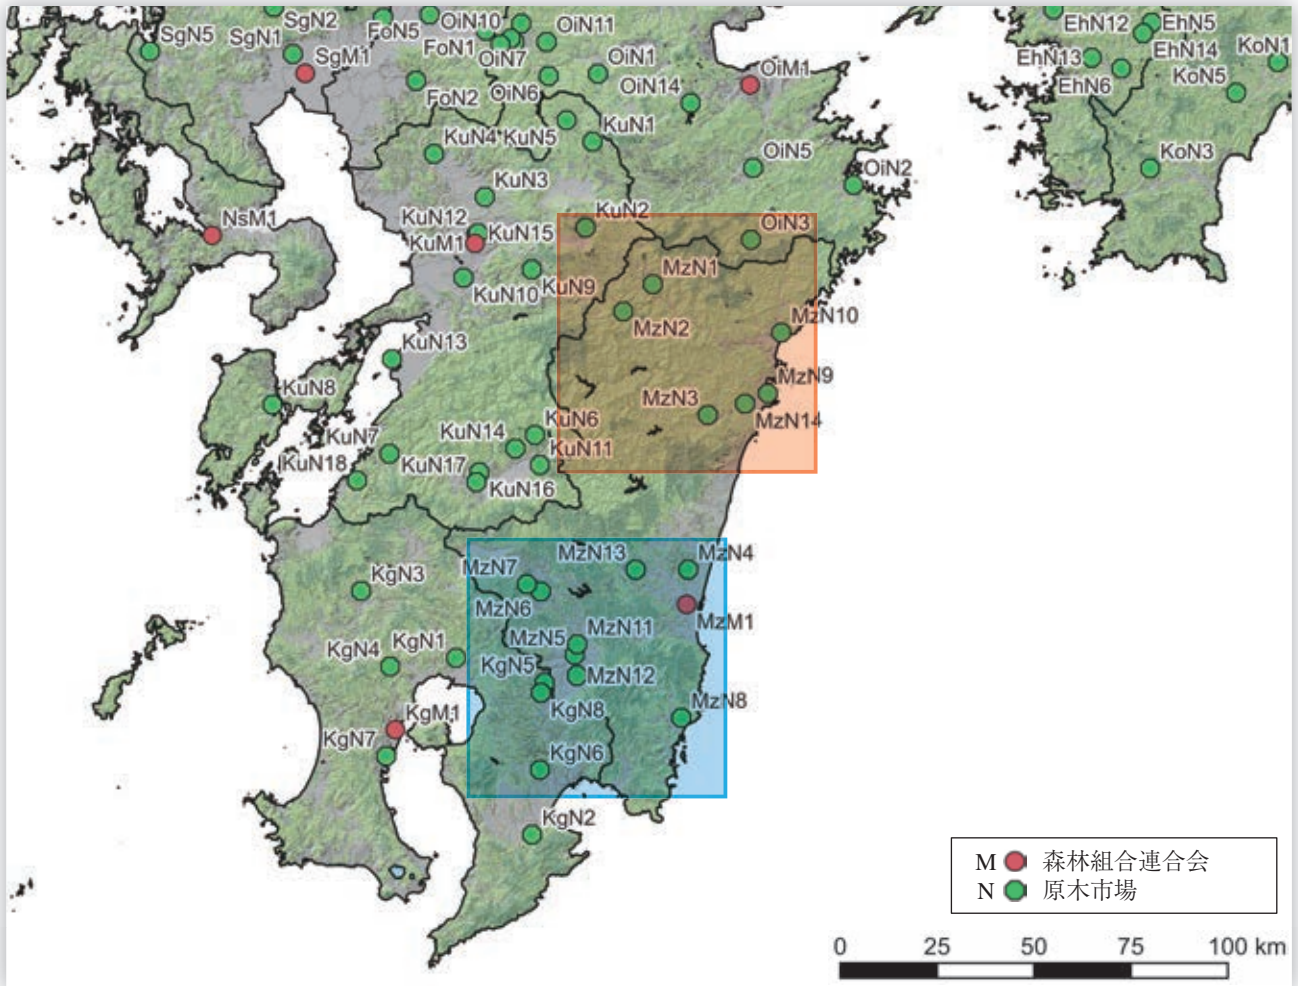 SgN2
OiN10
OiN11
EhN12
EhN5
SgN5
SgN1
FoN5
FoN1
OiN7
EhN14
KoN1
SgM1
OiN1
EhN13
OiM1
KoN5
FoN2
OiN6
OiN14
EhN6
KuN4
KuN5
KuN1
OiN5
OiN2
KoN3
KuN3
NsM1
KuN12
KuN2
OiN3
KuM1
KuN15
MzN1
KuN10
KuN9
MzN2
MzN10
KuN13
MzN9
KuN8
MzN3
MzN14
KuN6
KuN7
KuN14
KuN11
KuN18
KuN17
KuN16
MzN7
MzN13
MzN4
KgN3
MzN6
MzM1
MzN11
KgN4
KgN1
MzN5
KgN5
MzN12
KgM1
KgN8
MzN8
KgN7
KgN6
KgN2
M 森林組合連合会
N 原木市場
0 25 50 75 100 km